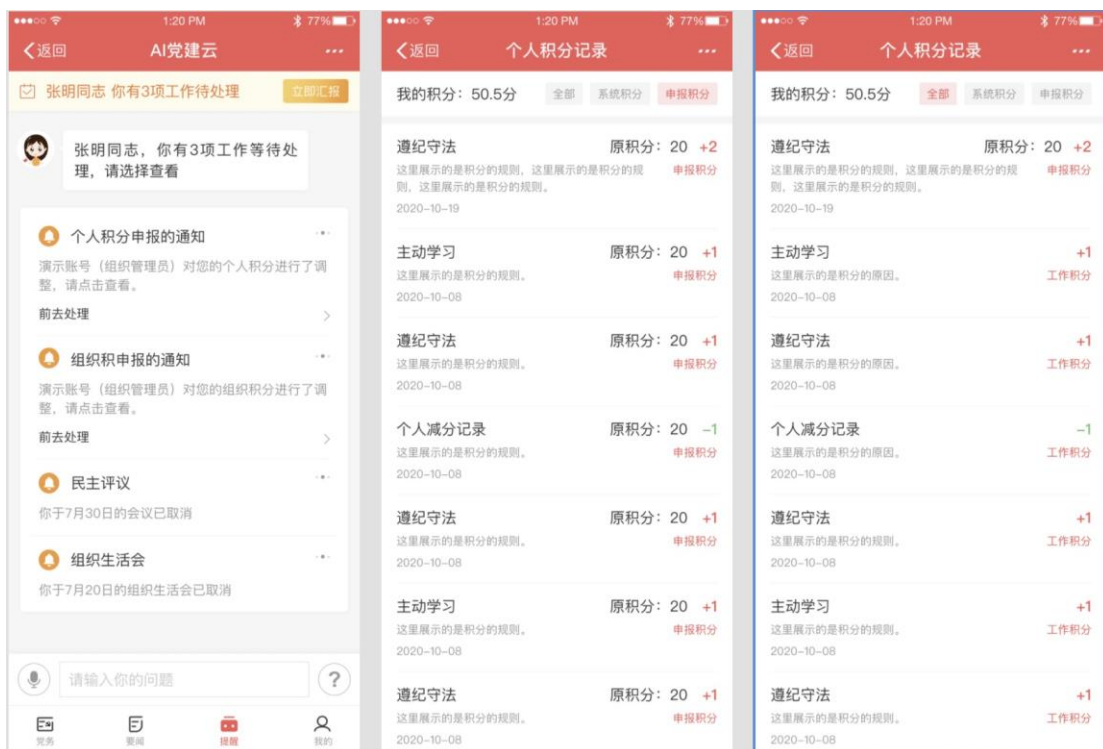 1:20 PM
77%
返回
AI党建云
张明同志 你有3项工作待处理
立即汇报
张明同志，你有3项工作等待处
理，请选择查看
个人积分申报的通知
演示账号（组织管理员）对您的个人积分进行了调
整，请点击查看。
前去处理
组织积申报的通知
演示账号（组织管理员）对您的组织积分进行了调
整，请点击查看。
前去处理
民主评议
你于7月30日的会议已取消
组织生活会
你于7月20日的组织生活会已取消
请输入你的问题
?
党务
要闻
提醒
我的
1:20 PM
77%
返回
个人积分记录
我的积分：50.5分
全部
系统积分
申报积分
遵纪守法
原积分：20 +2
这里展示的是积分的规则，这里展示的是积分的规
则，这里展示的是积分的规则。
申报积分
2020-10-19
主动学习
原积分：20 +1
这里展示的是积分的规则。
申报积分
2020-10-08
遵纪守法
原积分：20 +1
这里展示的是积分的规则。
申报积分
2020-10-08
个人减分记录
原积分：20 -1
这里展示的是积分的规则。
申报积分
2020-10-08
遵纪守法
原积分：20 +1
这里展示的是积分的规则。
申报积分
2020-10-08
主动学习
原积分：20 +1
这里展示的是积分的规则。
申报积分
2020-10-08
遵纪守法
原积分：20 +1
这里展示的是积分的规则。
申报积分
2020-10-08
1:20 PM
77%
返回
个人积分记录
我的积分：50.5分
全部
系统积分
申报积分
遵纪守法
原积分：20 +2
这里展示的是积分的规则，这里展示的是积分的规
则，这里展示的是积分的规则。
申报积分
2020-10-19
主动学习
+1
这里展示的是积分的原因。
工作积分
2020-10-08
遵纪守法
+1
这里展示的是积分的原因。
工作积分
2020-10-08
个人减分记录
-1
这里展示的是积分的原因。
工作积分
2020-10-08
遵纪守法
+1
这里展示的是积分的规则。
工作积分
2020-10-08
主动学习
+1
这里展示的是积分的规则。
工作积分
2020-10-08
遵纪守法
+1
这里展示的是积分的规则。
工作积分
2020-10-08